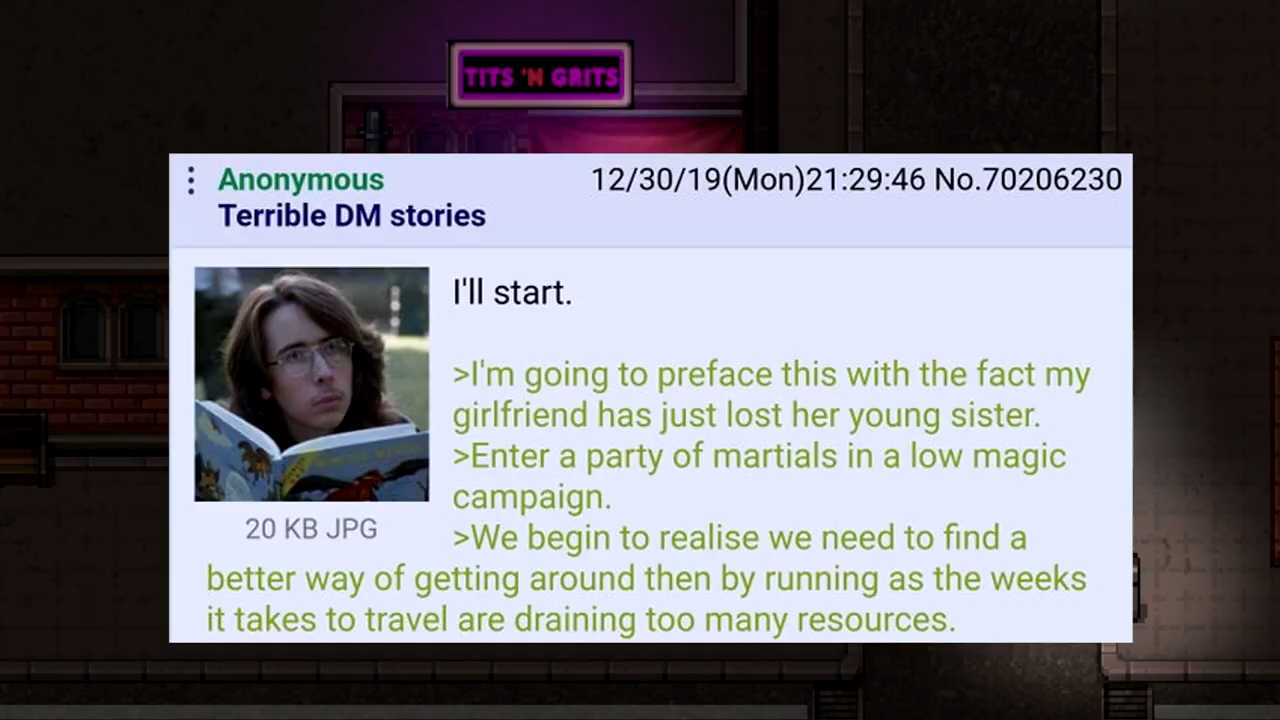 TITS 'N GRITS
Anonymous
12/30/19(Mon)21:29:46 No.70206230
Terrible DM stories
I'll start.
>I'm going to preface this with the fact my
girlfriend has just lost her young sister.
>Enter a party of martials in a low magic
campaign.
20 KB JPG
>We begin to realise we need to find a
better way of getting around then by running as the weeks
it takes to travel are draining too many resources.